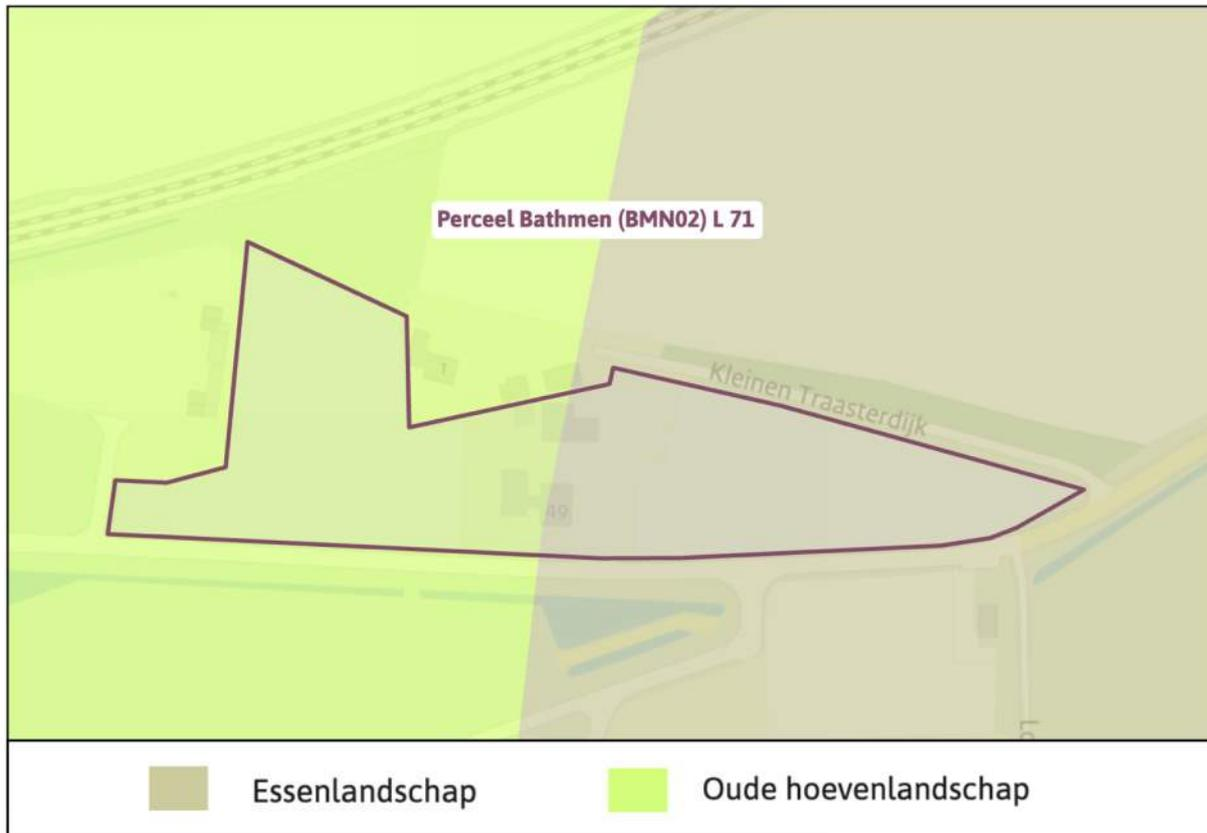 Perceel Bathmen (BMN02) L 71
1
Kleinen Traasterdijk
49
Essenlandschap
Oude hoevenlandschap